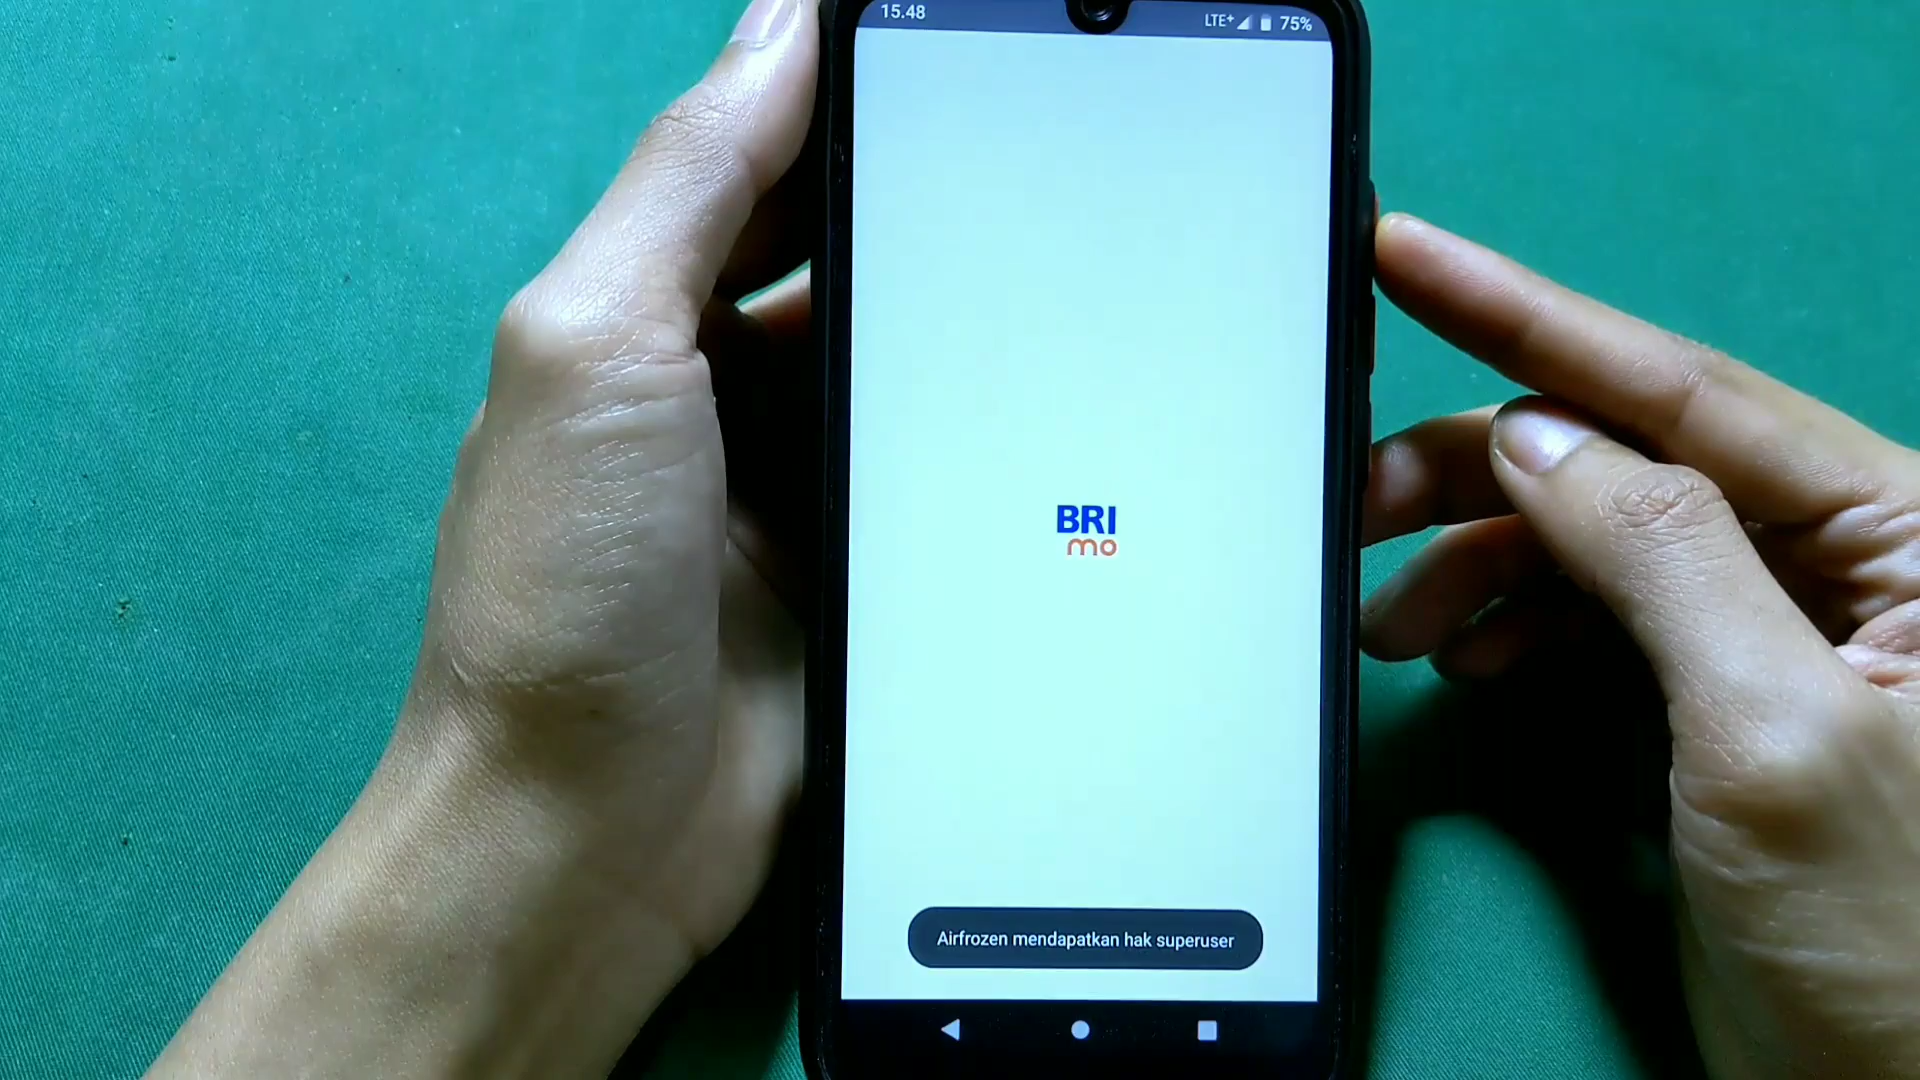 15.48
LTE+ 75%
BRI
mo
Airfrozen mendapatkan hak superuser